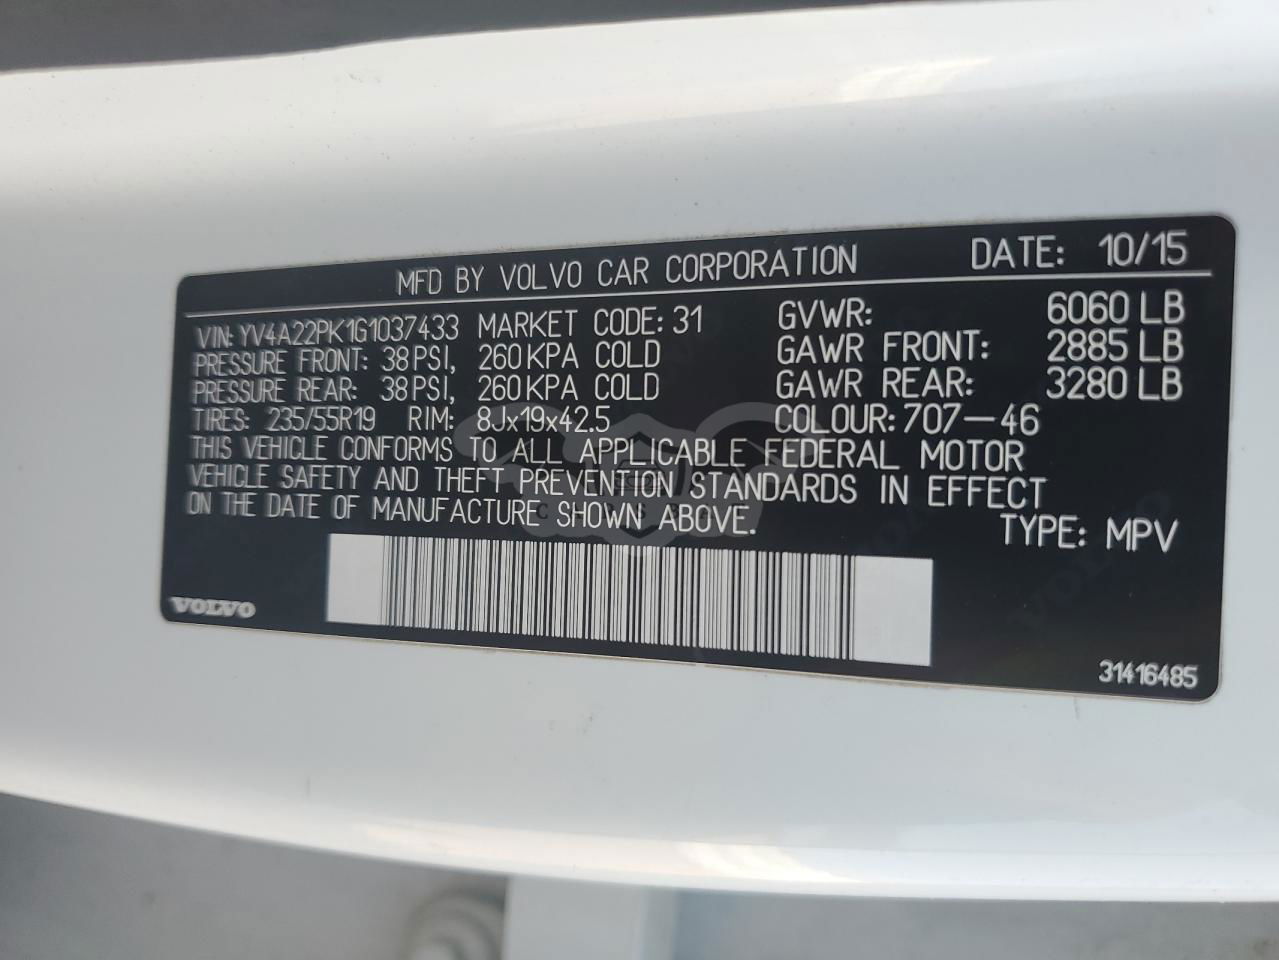 MFD BY VOLVO CAR CORPORATION DATE: 10/15
VIN: YV4A22PK1G1037433 MARKET CODE: 31 GVWR: 6060 LB
PRESSURE FRONT: 38 PSI, 260 KPA COLD GAWR FRONT: 2885 LB
PRESSURE REAR: 38 PSI, 260 KPA COLD GAWR REAR: 3280 LB
TIRES: 235/55R19 RIM: 8Jx19x42.5 COLOUR: 707-46
THIS VEHICLE CONFORMS TO ALL APPLICABLE FEDERAL MOTOR
VEHICLE SAFETY AND THEFT PREVENTION STANDARDS IN EFFECT
ON THE DATE OF MANUFACTURE SHOWN ABOVE.
TYPE: MPV
VOLVO
31416485